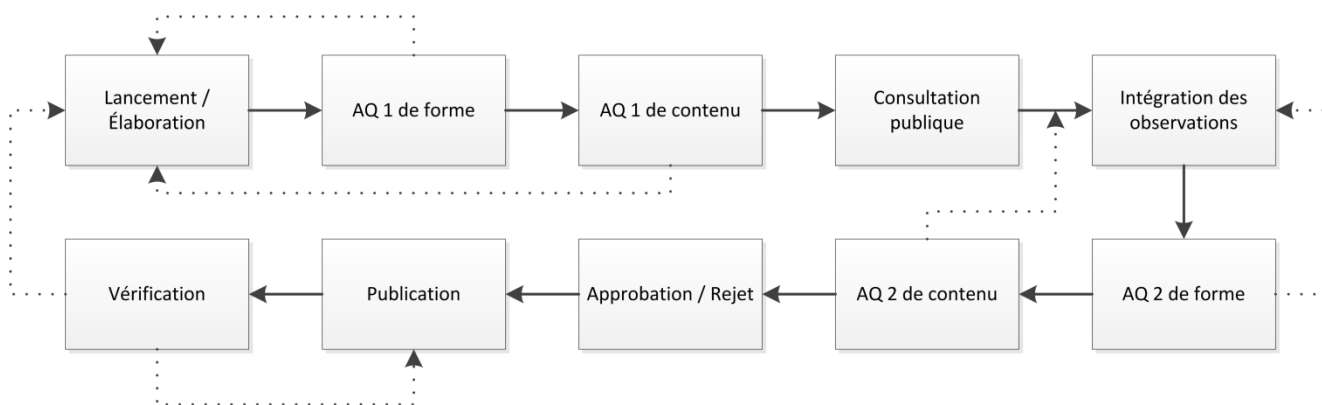 Lancement /
Élaboration
AQ 1 de forme
AQ 1 de contenu
Consultation
publique
Intégration des
observations
Vérification
Publication
Approbation / Rejet
AQ 2 de contenu
AQ 2 de forme